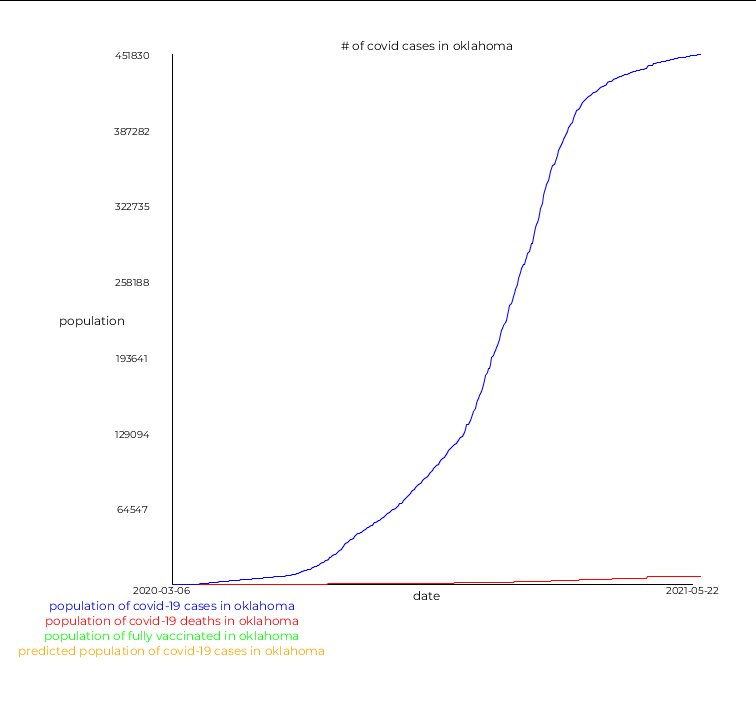 # of covid cases in oklahoma
451830
387282
322735
258188
population
193641
129094
64547
2020-03-06
2021-05-22
date
population of covid-19 cases in oklahoma
population of covid-19 deaths in oklahoma
population of fully vaccinated in oklahoma
predicted population of covid-19 cases in oklahoma